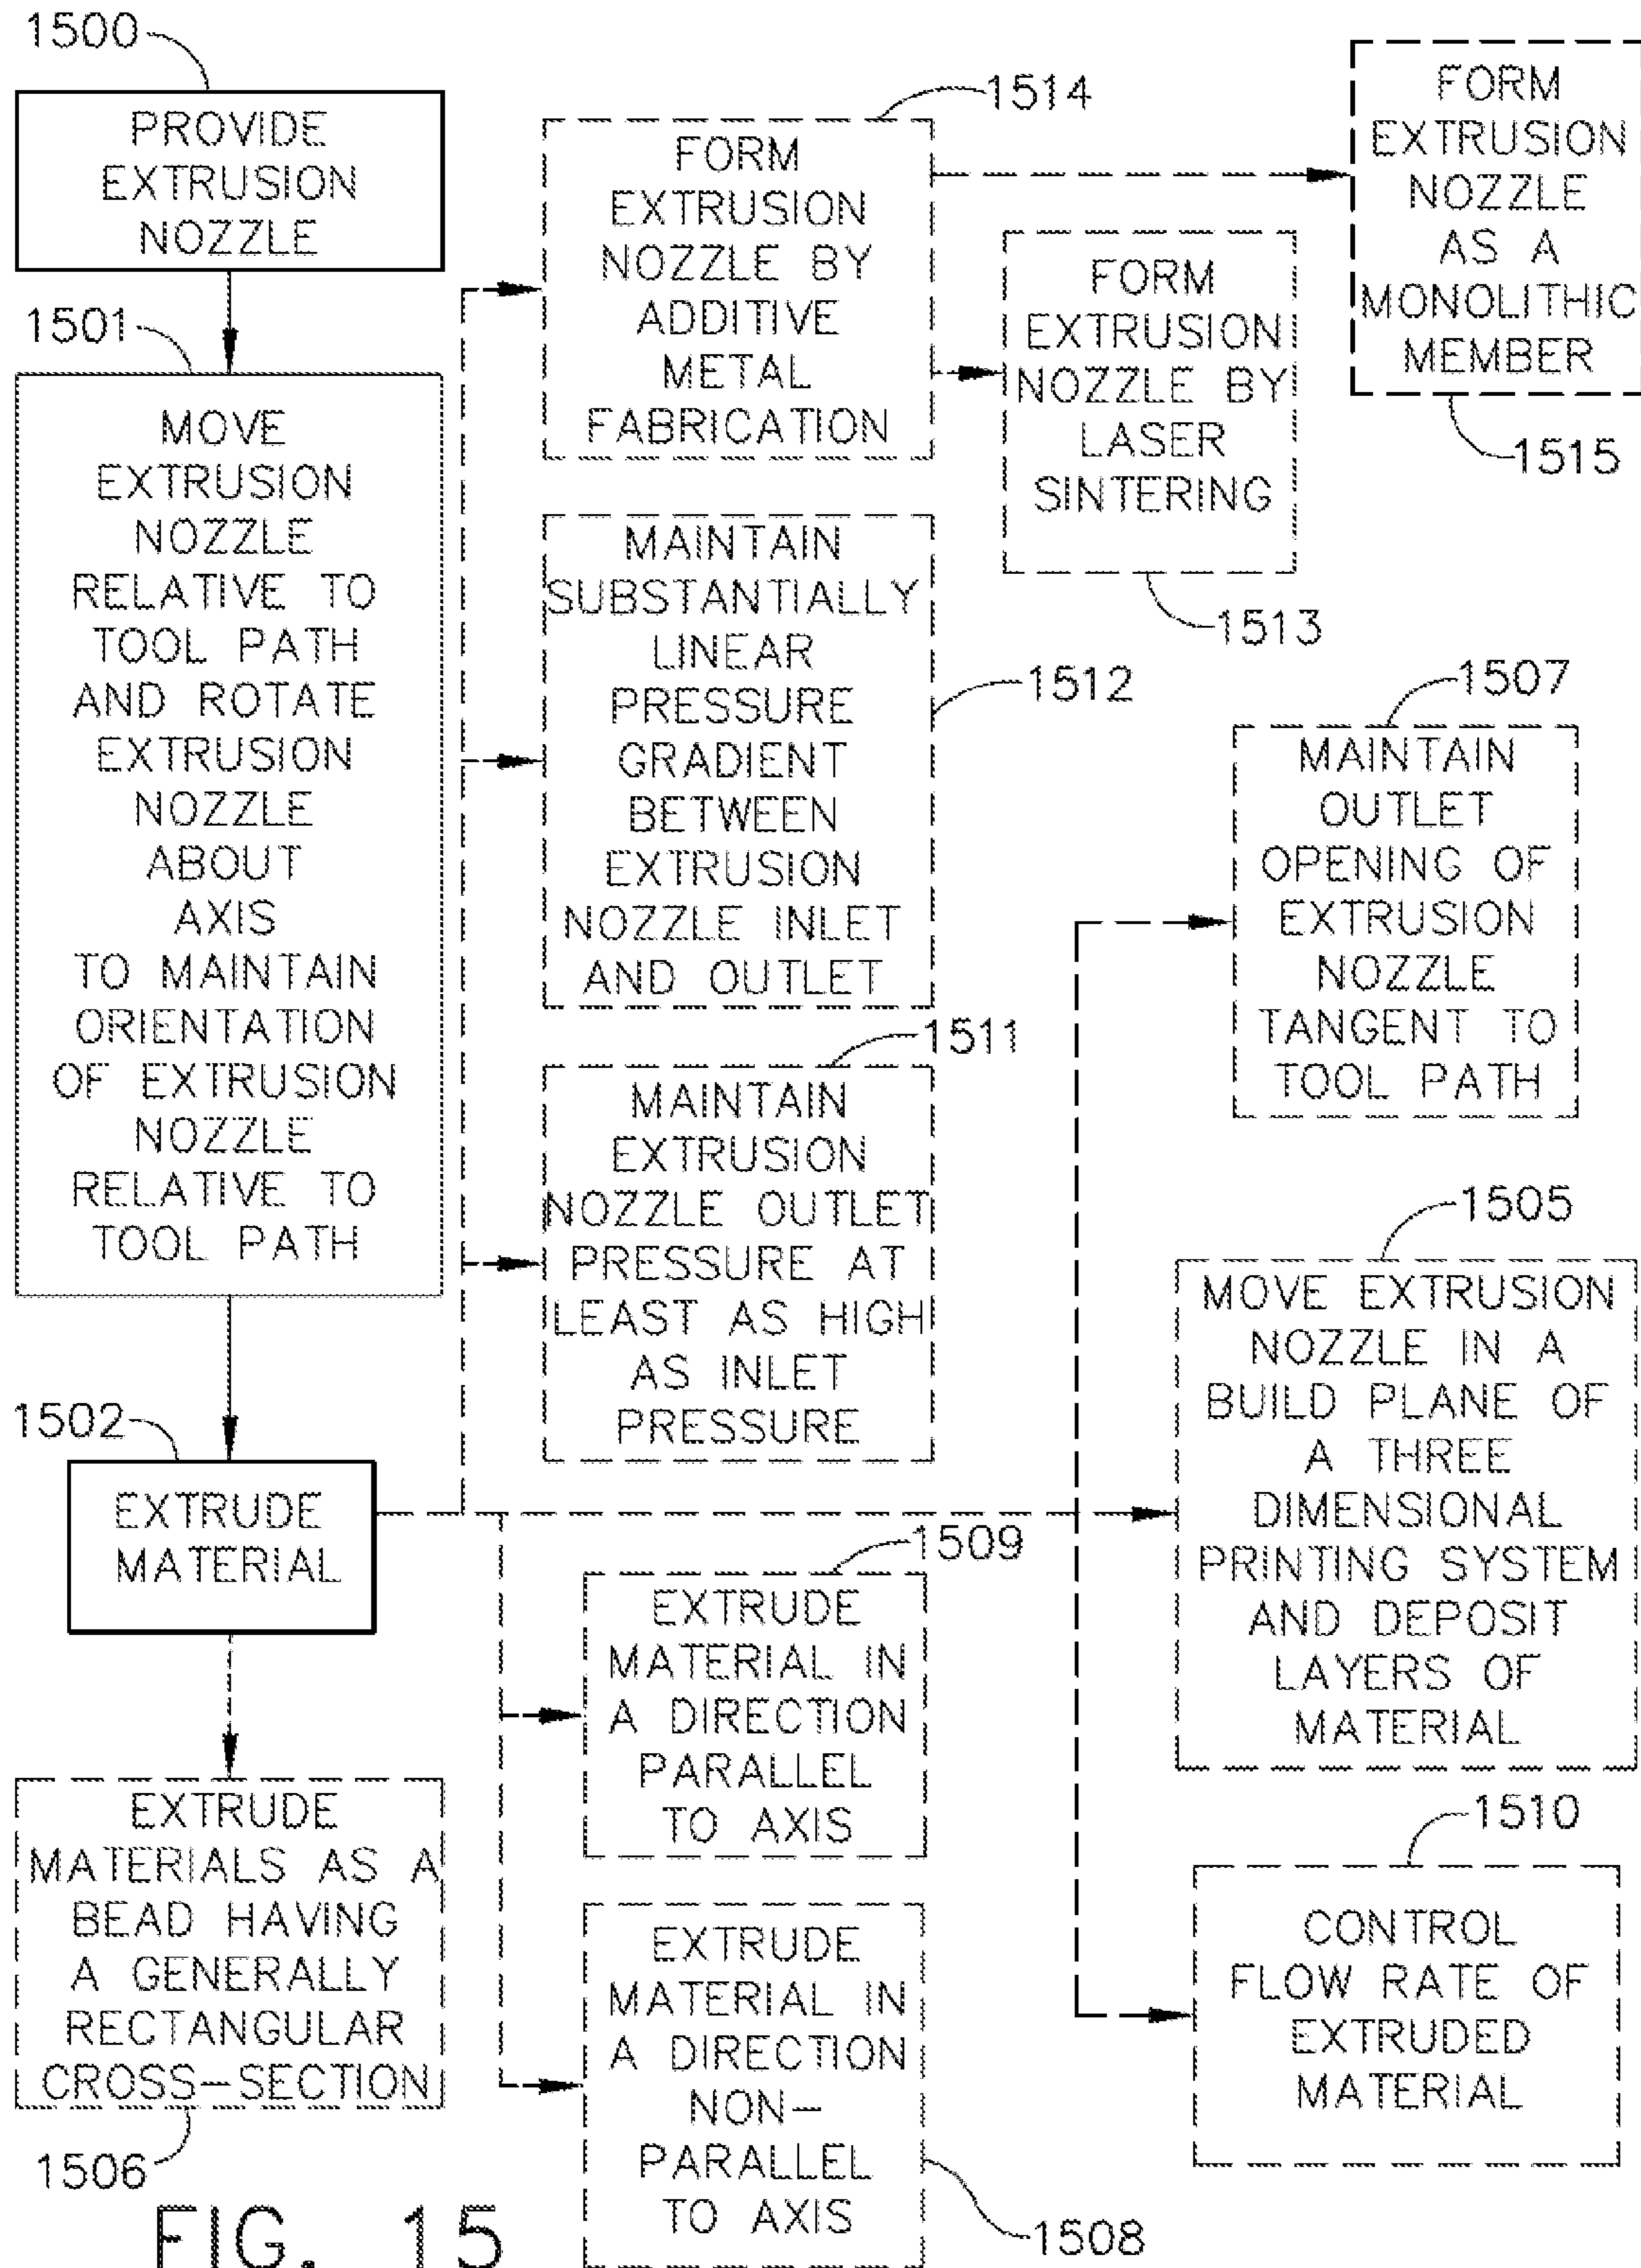 1500
PROVIDE
EXTRUSION
NOZZLE
1501
MOVE
EXTRUSION
NOZZLE
RELATIVE TO
TOOL PATH
AND ROTATE
EXTRUSION
NOZZLE
ABOUT
AXIS
TO MAINTAIN
ORIENTATION
OF EXTRUSION
NOZZLE
RELATIVE TO
TOOL PATH
1502
EXTRUDE
MATERIAL
EXTRUDE
MATERIALS AS A
BEAD HAVING
A GENERALLY
RECTANGULAR
CROSS-SECTION
1506
1514
FORM
EXTRUSION
NOZZLE BY
ADDITIVE
METAL
FABRICATION
MAINTAIN
SUBSTANTIALLY
LINEAR
PRESSURE
GRADIENT
BETWEEN
EXTRUSION
NOZZLE INLET
AND OUTLET
1512
1511
MAINTAIN
EXTRUSION
NOZZLE OUTLET
PRESSURE AT
LEAST AS HIGH
AS INLET
PRESSURE
1509
EXTRUDE
MATERIAL IN
A DIRECTION
PARALLEL
TO AXIS
EXTRUDE
MATERIAL IN
A DIRECTION
NON-
PARALLEL
TO AXIS
1508
FORM
EXTRUSION
NOZZLE BY
LASER
SINTERING
1513
FORM
EXTRUSION
NOZZLE
AS A
MONOLITHIC
MEMBER
1515
1507
MAINTAIN
OUTLET
OPENING OF
EXTRUSION
NOZZLE
TANGENT TO
TOOL PATH
1505
MOVE EXTRUSION
NOZZLE IN A
BUILD PLANE OF
A THREE
DIMENSIONAL
PRINTING SYSTEM
AND DEPOSIT
LAYERS OF
MATERIAL
1510
CONTROL
FLOW RATE OF
EXTRUDED
MATERIAL
FIG. 15